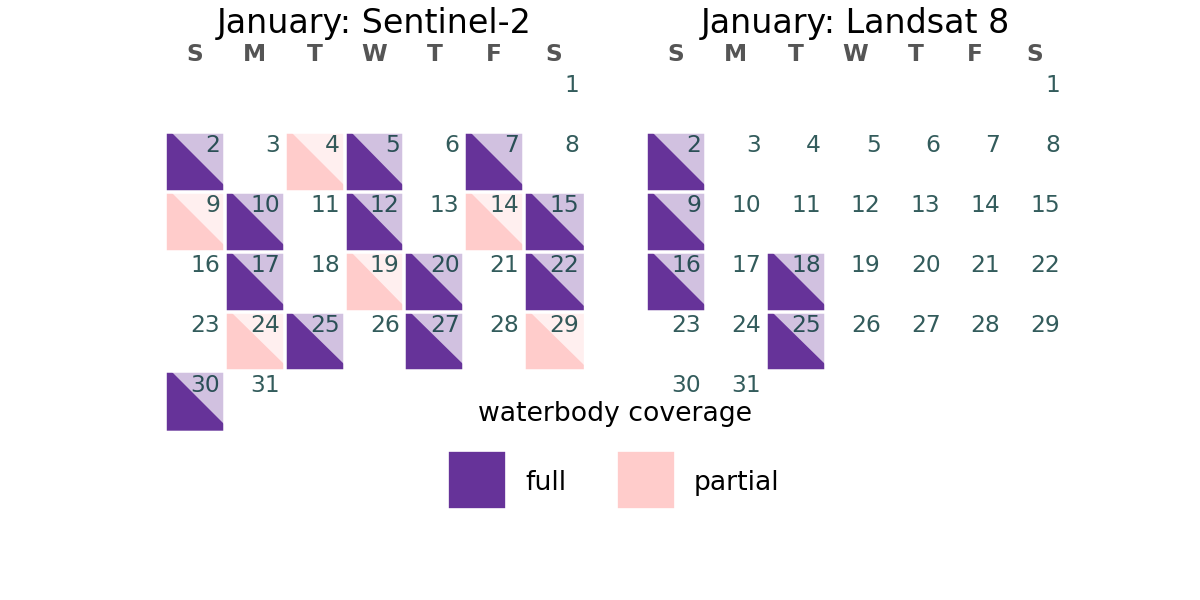 January: Sentinel-2
S M T W T F S
1
2 3 4 5 6 7 8
9 10 11 12 13 14 15
16 17 18 19 20 21 22
23 24 25 26 27 28 29
30 31
January: Landsat 8
S M T W T F S
1
2 3 4 5 6 7 8
9 10 11 12 13 14 15
16 17 18 19 20 21 22
23 24 25 26 27 28 29
30 31
waterbody coverage
full partial